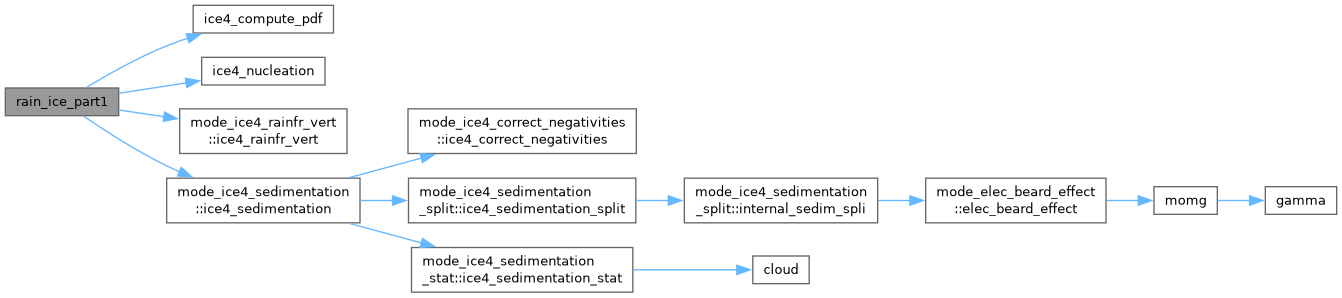 rain_ice_part1
ice4_compute_pdf
ice4_nucleation
mode_ice4_rainfr_vert
::ice4_rainfr_vert
mode_ice4_sedimentation
::ice4_sedimentation
mode_ice4_correct_negativities
::ice4_correct_negativities
mode_ice4_sedimentation
_split::ice4_sedimentation_split
mode_ice4_sedimentation
_split::internal_sedim_spli
mode_elec_beard_effect
::elec_beard_effect
momg
gamma
mode_ice4_sedimentation
_stat::ice4_sedimentation_stat
cloud